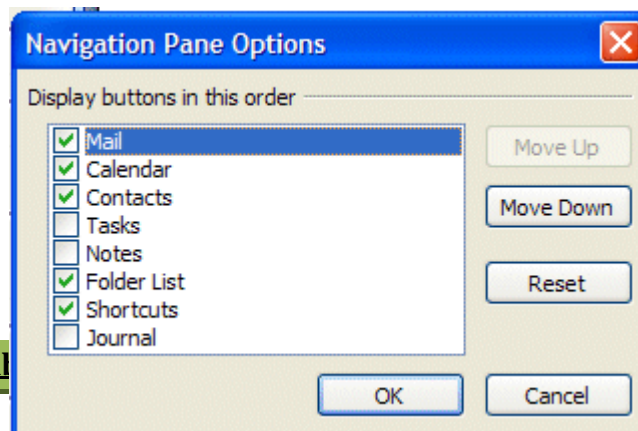 Navigation Pane Options
Display buttons in this order
Mail
Calendar
Contacts
Tasks
Notes
Folder List
Shortcuts
Journal
Move Up
Move Down
Reset
OK
Cancel